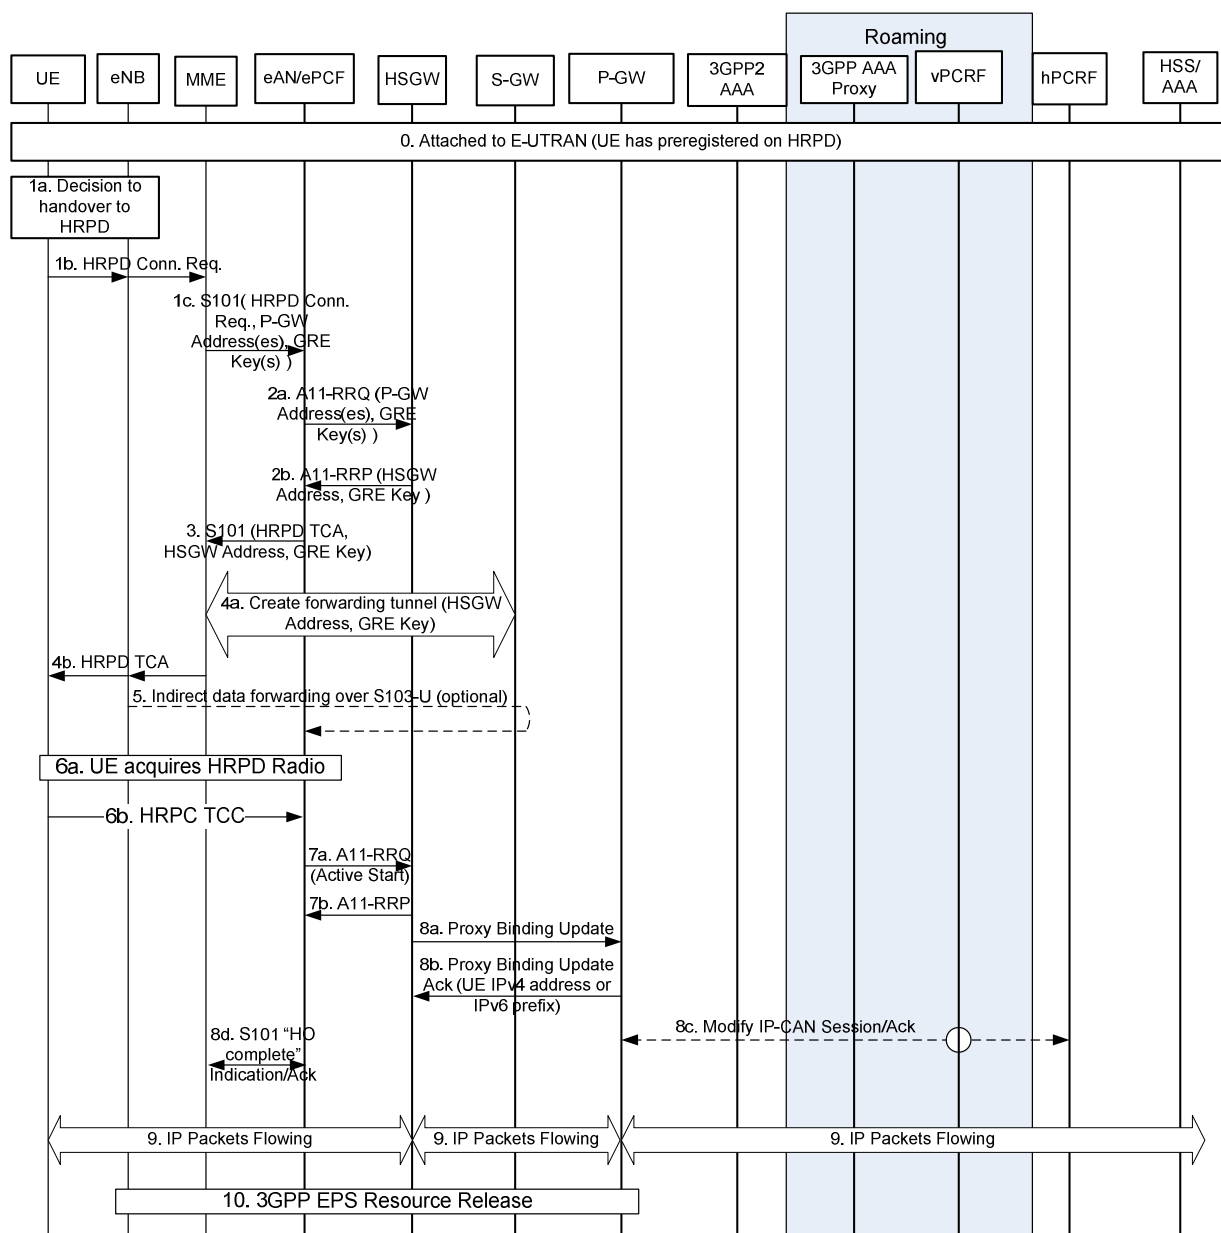 Roaming
UE
eNB
MME
eAN/ePCF
HSGW
S-GW
P-GW
3GPP2
AAA
3GPP AAA
Proxy
vPCRF
hPCRF
HSS/
AAA
0. Attached to E-UTRAN (UE has preregistered on HRPD)
1a. Decision to
handover to
HRPD
1b. HRPD Conn. Req.
1c. S101( HRPD Conn.
Req., P-GW
Address(es), GRE
Key(s) )
2a. A11-RRQ (P-GW
Address(es), GRE
Key(s) )
2b. A11-RRP (HSGW
Address, GRE Key )
3. S101 (HRPD TCA,
HSGW Address, GRE Key)
4a. Create forwarding tunnel (HSGW
Address, GRE Key)
4b. HRPD TCA
5. Indirect data forwarding over S103-U (optional)
6a. UE acquires HRPD Radio
6b. HRPC TCC
7a. A11-RRQ
(Active Start)
7b. A11-RRP
8a. Proxy Binding Update
8b. Proxy Binding Update
Ack (UE IPv4 address or
IPv6 prefix)
8c. Modify IP-CAN Session/Ack
8d. S101 “HO
complete”
Indication/Ack
9. IP Packets Flowing
9. IP Packets Flowing
9. IP Packets Flowing
10. 3GPP EPS Resource Release